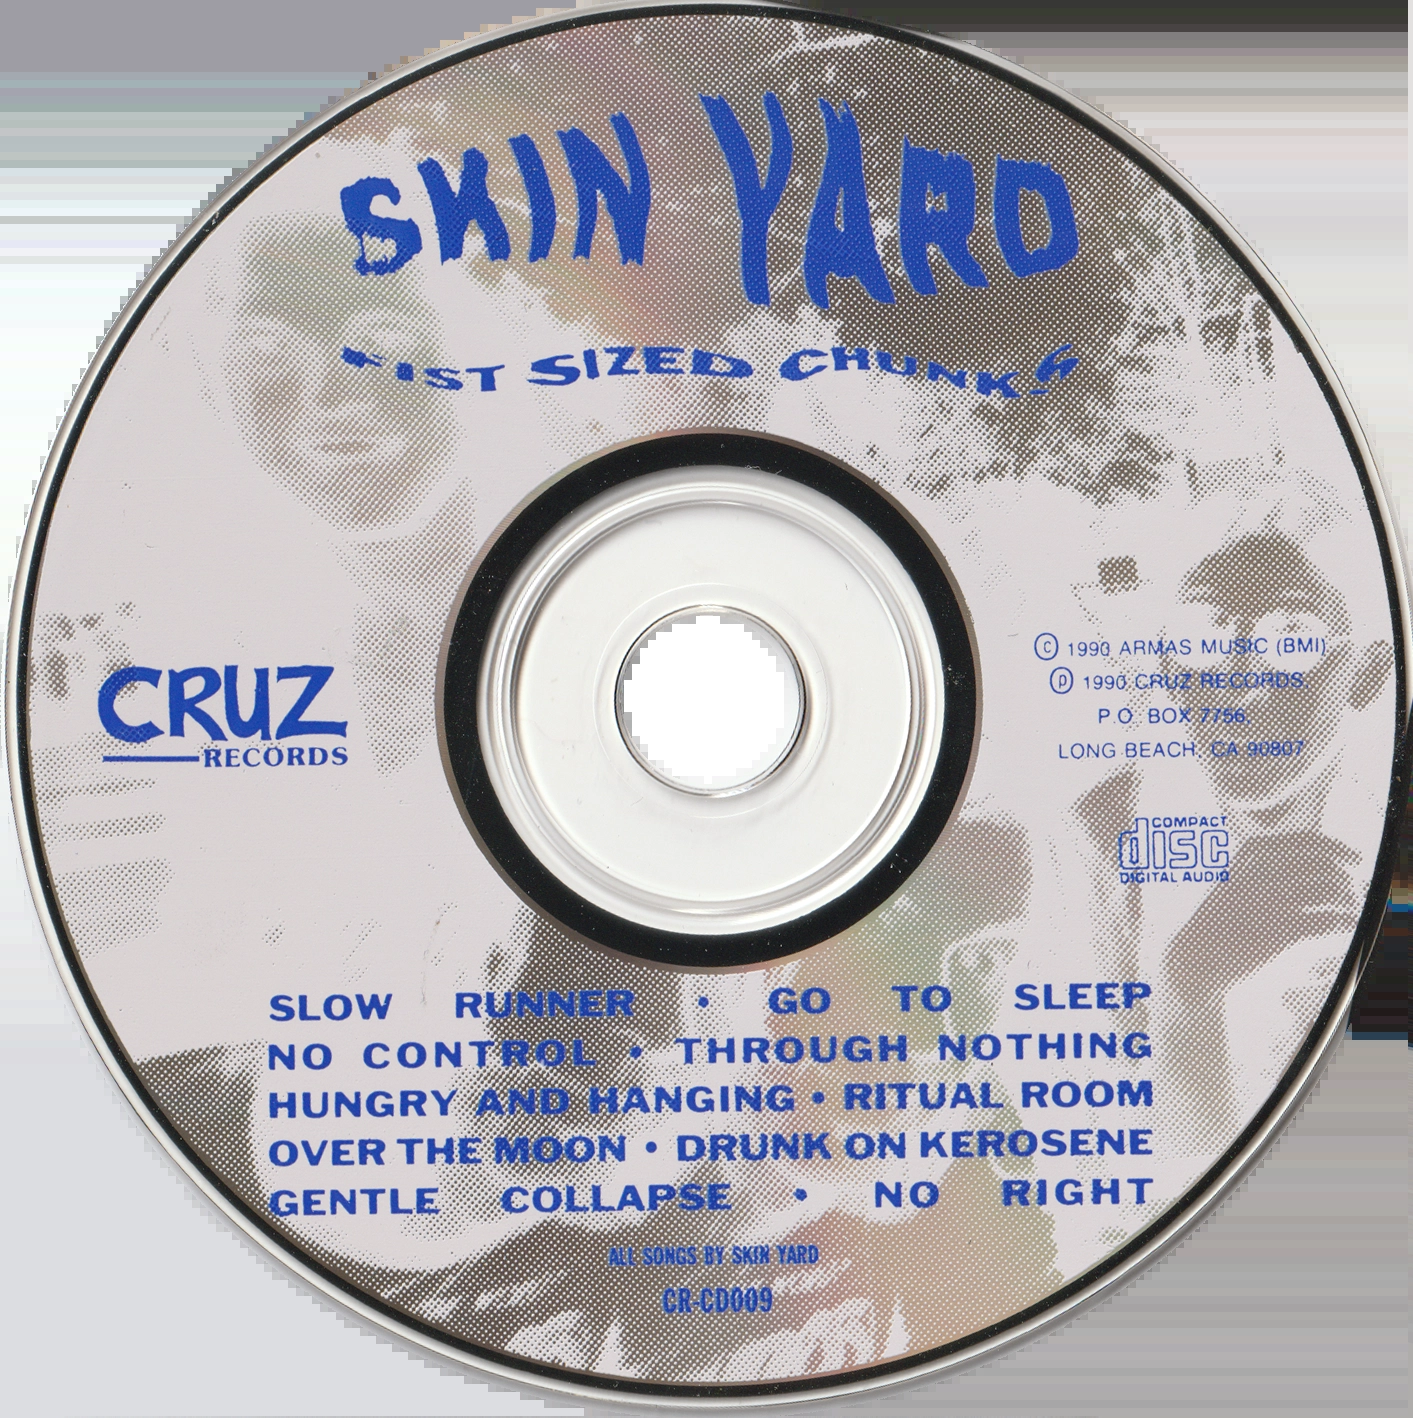 SKIN YARD
FIST SIZED CHUNKS
CRUZ
RECORDS
© 1990 ARMAS MUSIC (BMI)
℗ 1990 CRUZ RECORDS.
P.O. BOX 7756,
LONG BEACH, CA 90807
COMPACT
disc
DIGITAL AUDIO
SLOW RUNNER • GO TO SLEEP
NO CONTROL • THROUGH NOTHING
HUNGRY AND HANGING • RITUAL ROOM
OVER THE MOON • DRUNK ON KEROSENE
GENTLE COLLAPSE • NO RIGHT
ALL SONGS BY SKIN YARD
CR-CD009